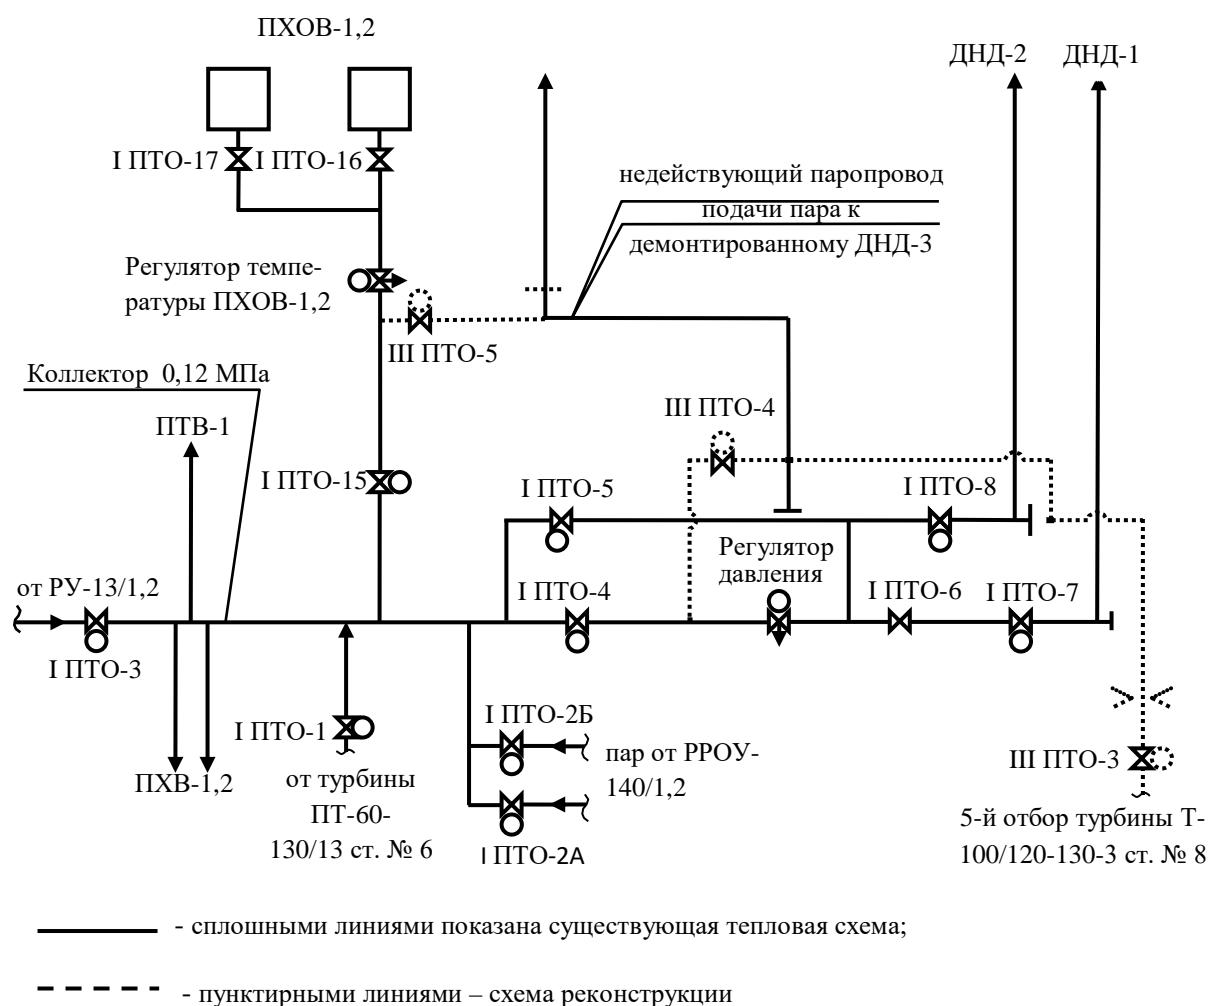 ПХОВ-1,2
ДНД-2
ДНД-1
I ПТО-17
I ПТО-16
недействующий паропровод
подачи пара к
демонтированному ДНД-3
Регулятор темпе-
ратуры ПХОВ-1,2
III ПТО-5
Коллектор 0,12 МПа
ПТВ-1
III ПТО-4
I ПТО-15
I ПТО-5
I ПТО-8
Регулятор
давления
от РУ-13/1,2
I ПТО-4
I ПТО-6
I ПТО-7
I ПТО-3
I ПТО-1
I ПТО-2Б
пар от РРОУ-
140/1,2
III ПТО-3
ПХВ-1,2
от турбины
ПТ-60-
130/13 ст. № 6
I ПТО-2А
5-й отбор турбины Т-
100/120-130-3 ст. № 8
- сплошными линиями показана существующая тепловая схема;
- пунктирными линиями – схема реконструкции